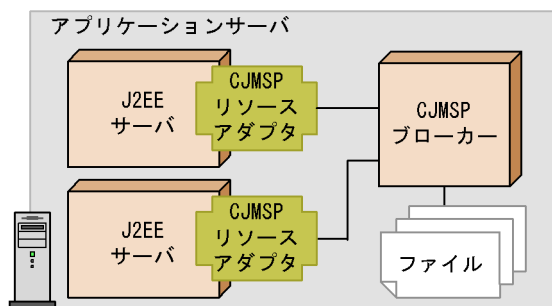 アプリケーションサーバ
J2EE
サーバ
CJMSP
リソース
アダプタ
CJMSP
ブローカー
J2EE
サーバ
CJMSP
リソース
アダプタ
ファイル